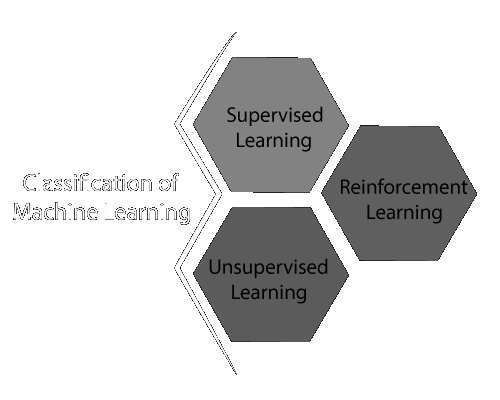 Classification of
Machine Learning
Supervised
Learning
Reinforcement
Learning
Unsupervised
Learning